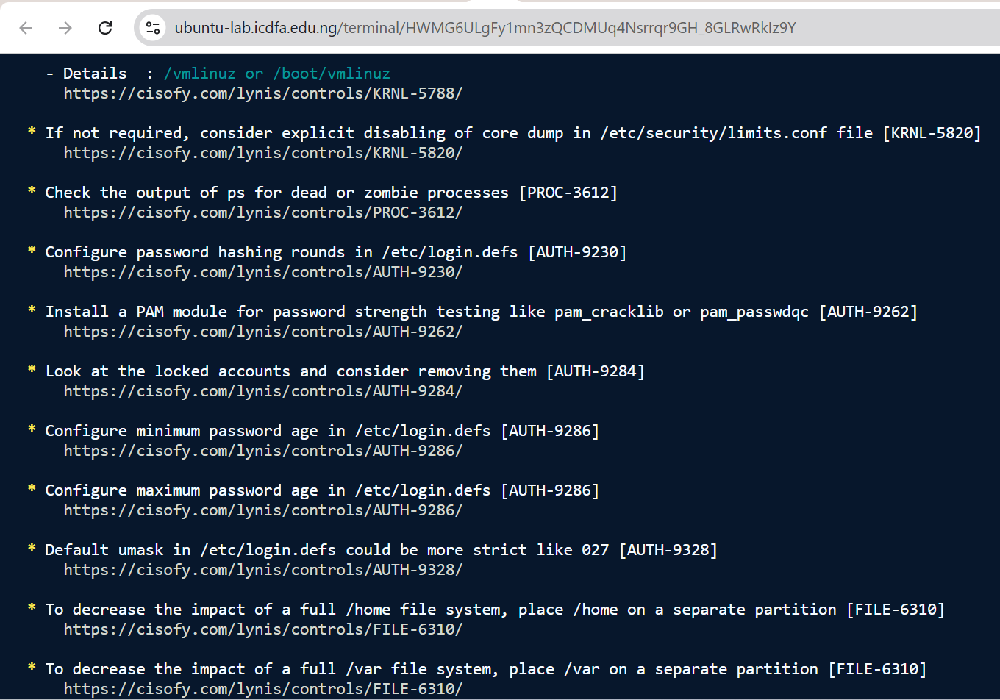 ubuntu-lab.icdfa.edu.ng/terminal/HWMG6ULgFy1mn3zQCDMUq4Nsrrqr9GH_8GLRwRkIz9Y
- Details  : /vmlinuz or /boot/vmlinuz
https://cisofy.com/lynis/controls/KRNL-5788/
* If not required, consider explicit disabling of core dump in /etc/security/limits.conf file [KRNL-5820]
https://cisofy.com/lynis/controls/KRNL-5820/
* Check the output of ps for dead or zombie processes [PROC-3612]
https://cisofy.com/lynis/controls/PROC-3612/
* Configure password hashing rounds in /etc/login.defs [AUTH-9230]
https://cisofy.com/lynis/controls/AUTH-9230/
* Install a PAM module for password strength testing like pam_cracklib or pam_passwdqc [AUTH-9262]
https://cisofy.com/lynis/controls/AUTH-9262/
* Look at the locked accounts and consider removing them [AUTH-9284]
https://cisofy.com/lynis/controls/AUTH-9284/
* Configure minimum password age in /etc/login.defs [AUTH-9286]
https://cisofy.com/lynis/controls/AUTH-9286/
* Configure maximum password age in /etc/login.defs [AUTH-9286]
https://cisofy.com/lynis/controls/AUTH-9286/
* Default umask in /etc/login.defs could be more strict like 027 [AUTH-9328]
https://cisofy.com/lynis/controls/AUTH-9328/
* To decrease the impact of a full /home file system, place /home on a separate partition [FILE-6310]
https://cisofy.com/lynis/controls/FILE-6310/
* To decrease the impact of a full /var file system, place /var on a separate partition [FILE-6310]
https://cisofy.com/lynis/controls/FILE-6310/